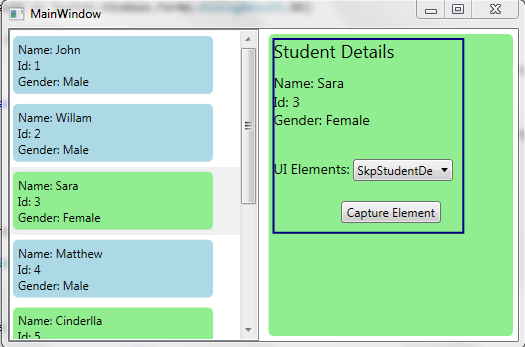 MainWindow
Name: John
Id: 1
Gender: Male
Name: Willam
Id: 2
Gender: Male
Name: Sara
Id: 3
Gender: Female
Name: Matthew
Id: 4
Gender: Male
Name: Cinderlla
Id: 5
Student Details
Name: Sara
Id: 3
Gender: Female
UI Elements: SkpStudentDe
Capture Element